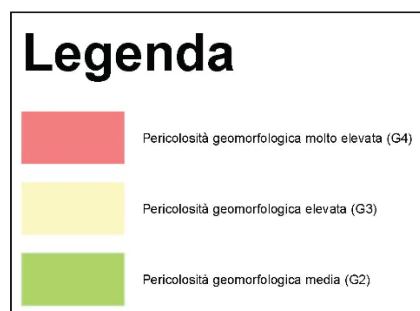 Legenda
Pericolosità geomorfologica molto elevata (G4)
Pericolosità geomorfologica elevata (G3)
Pericolosità geomorfologica media (G2)